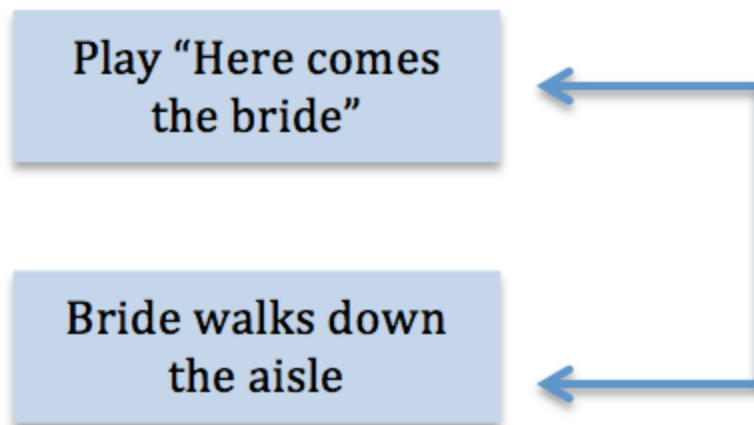 Play “Here comes
the bride”
Bride walks down
the aisle